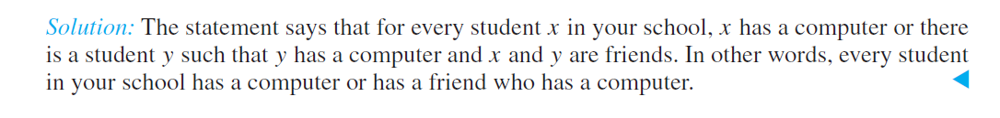 Solution: The statement says that for every student x in your school, x has a computer or there
is a student y such that y has a computer and x and y are friends. In other words, every student
in your school has a computer or has a friend who has a computer.